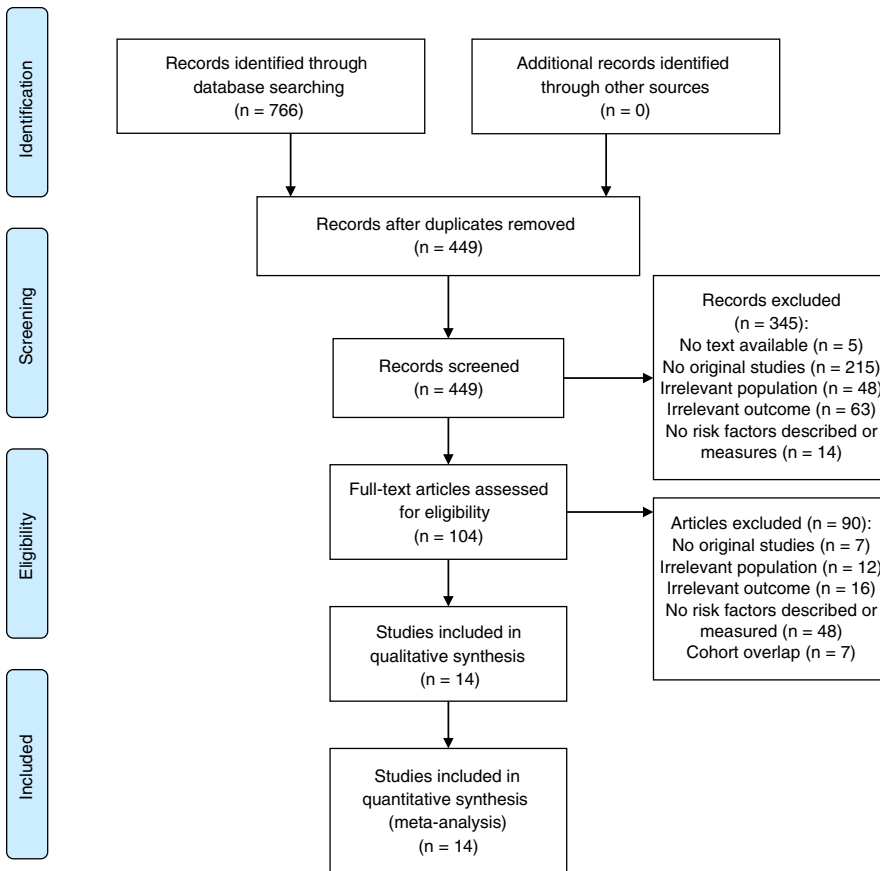 Identification
Records identified through
database searching
(n = 766)
Additional records identified
through other sources
(n = 0)
Records after duplicates removed
(n = 449)
Screening
Records screened
(n = 449)
Records excluded
(n = 345):
No text available (n = 5)
No original studies (n = 215)
Irrelevant population (n = 48)
Irrelevant outcome (n = 63)
No risk factors described or
measures (n = 14)
Eligibility
Full-text articles assessed
for eligibility
(n = 104)
Articles excluded (n = 90):
No original studies (n = 7)
Irrelevant population (n = 12)
Irrelevant outcome (n = 16)
No risk factors described or
measured (n = 48)
Cohort overlap (n = 7)
Studies included in
qualitative synthesis
(n = 14)
Included
Studies included in
quantitative synthesis
(meta-analysis)
(n = 14)